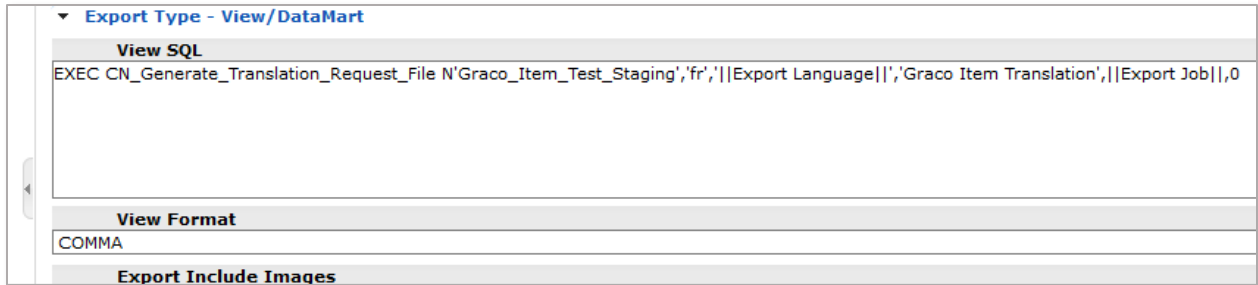 Export Type - View/DataMart
View SQL
EXEC CN_Generate_Translation_Request_File N'Graco_Item_Test_Staging','fr','||Export Language||','Graco Item Translation',||Export Job||,0
View Format
COMMA
Export Include Images